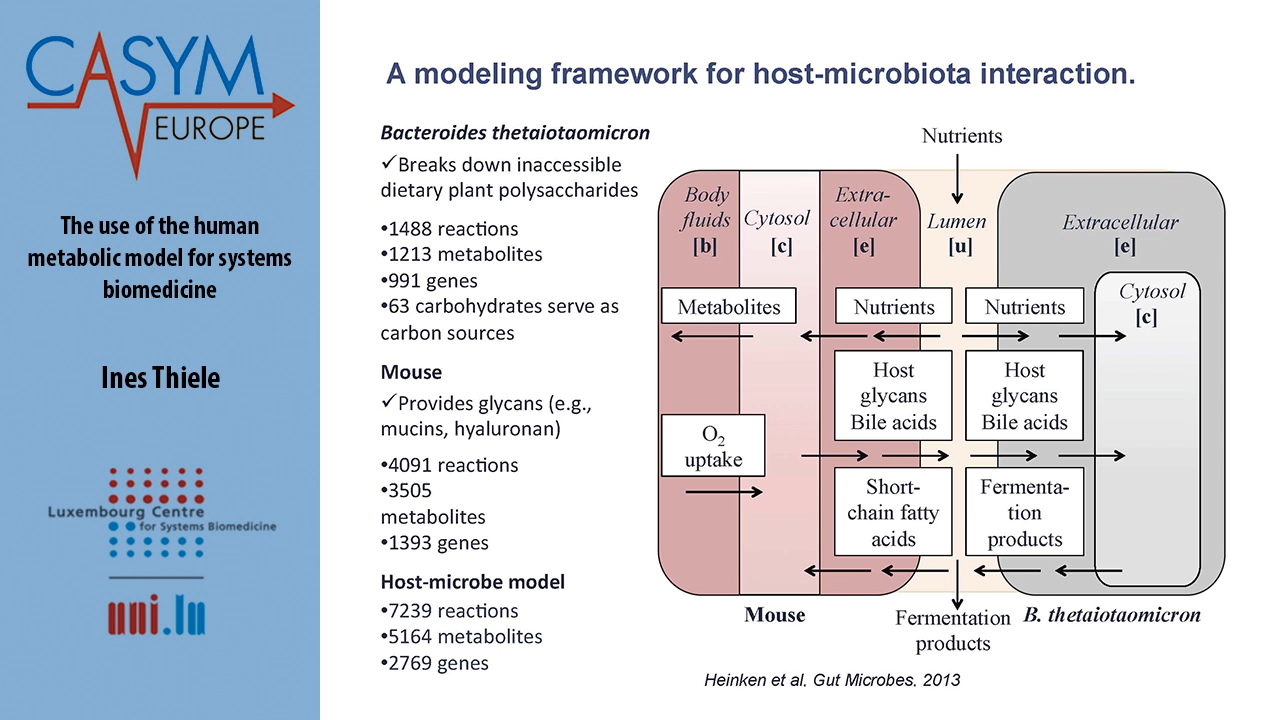 CASYM
EUROPE
The use of the human
metabolic model for systems
biomedicine
Ines Thiele
Luxembourg Centre
for Systems Biomedicine
uni.lu
A modeling framework for host-microbiota interaction.
Bacteroides thetaiotaomicron
✓Breaks down inaccessible
dietary plant polysaccharides
•1488 reactions
•1213 metabolites
•991 genes
•63 carbohydrates serve as
carbon sources
Mouse
✓Provides glycans (e.g.,
mucins, hyaluronan)
•4091 reactions
•3505
metabolites
•1393 genes
Host-microbe model
•7239 reactions
•5164 metabolites
•2769 genes
Nutrients
Body
fluids
[b]
Cytosol
[c]
Extra-
cellular
[e]
Lumen
[u]
Extracellular
[e]
Cytosol
[c]
Metabolites
Nutrients
Nutrients
Host
glycans
Bile acids
Host
glycans
Bile acids
O2
uptake
Short-
chain fatty
acids
Fermenta-
tion
products
Mouse
Fermentation
products
B. thetaiotaomicron
Heinken et al, Gut Microbes, 2013